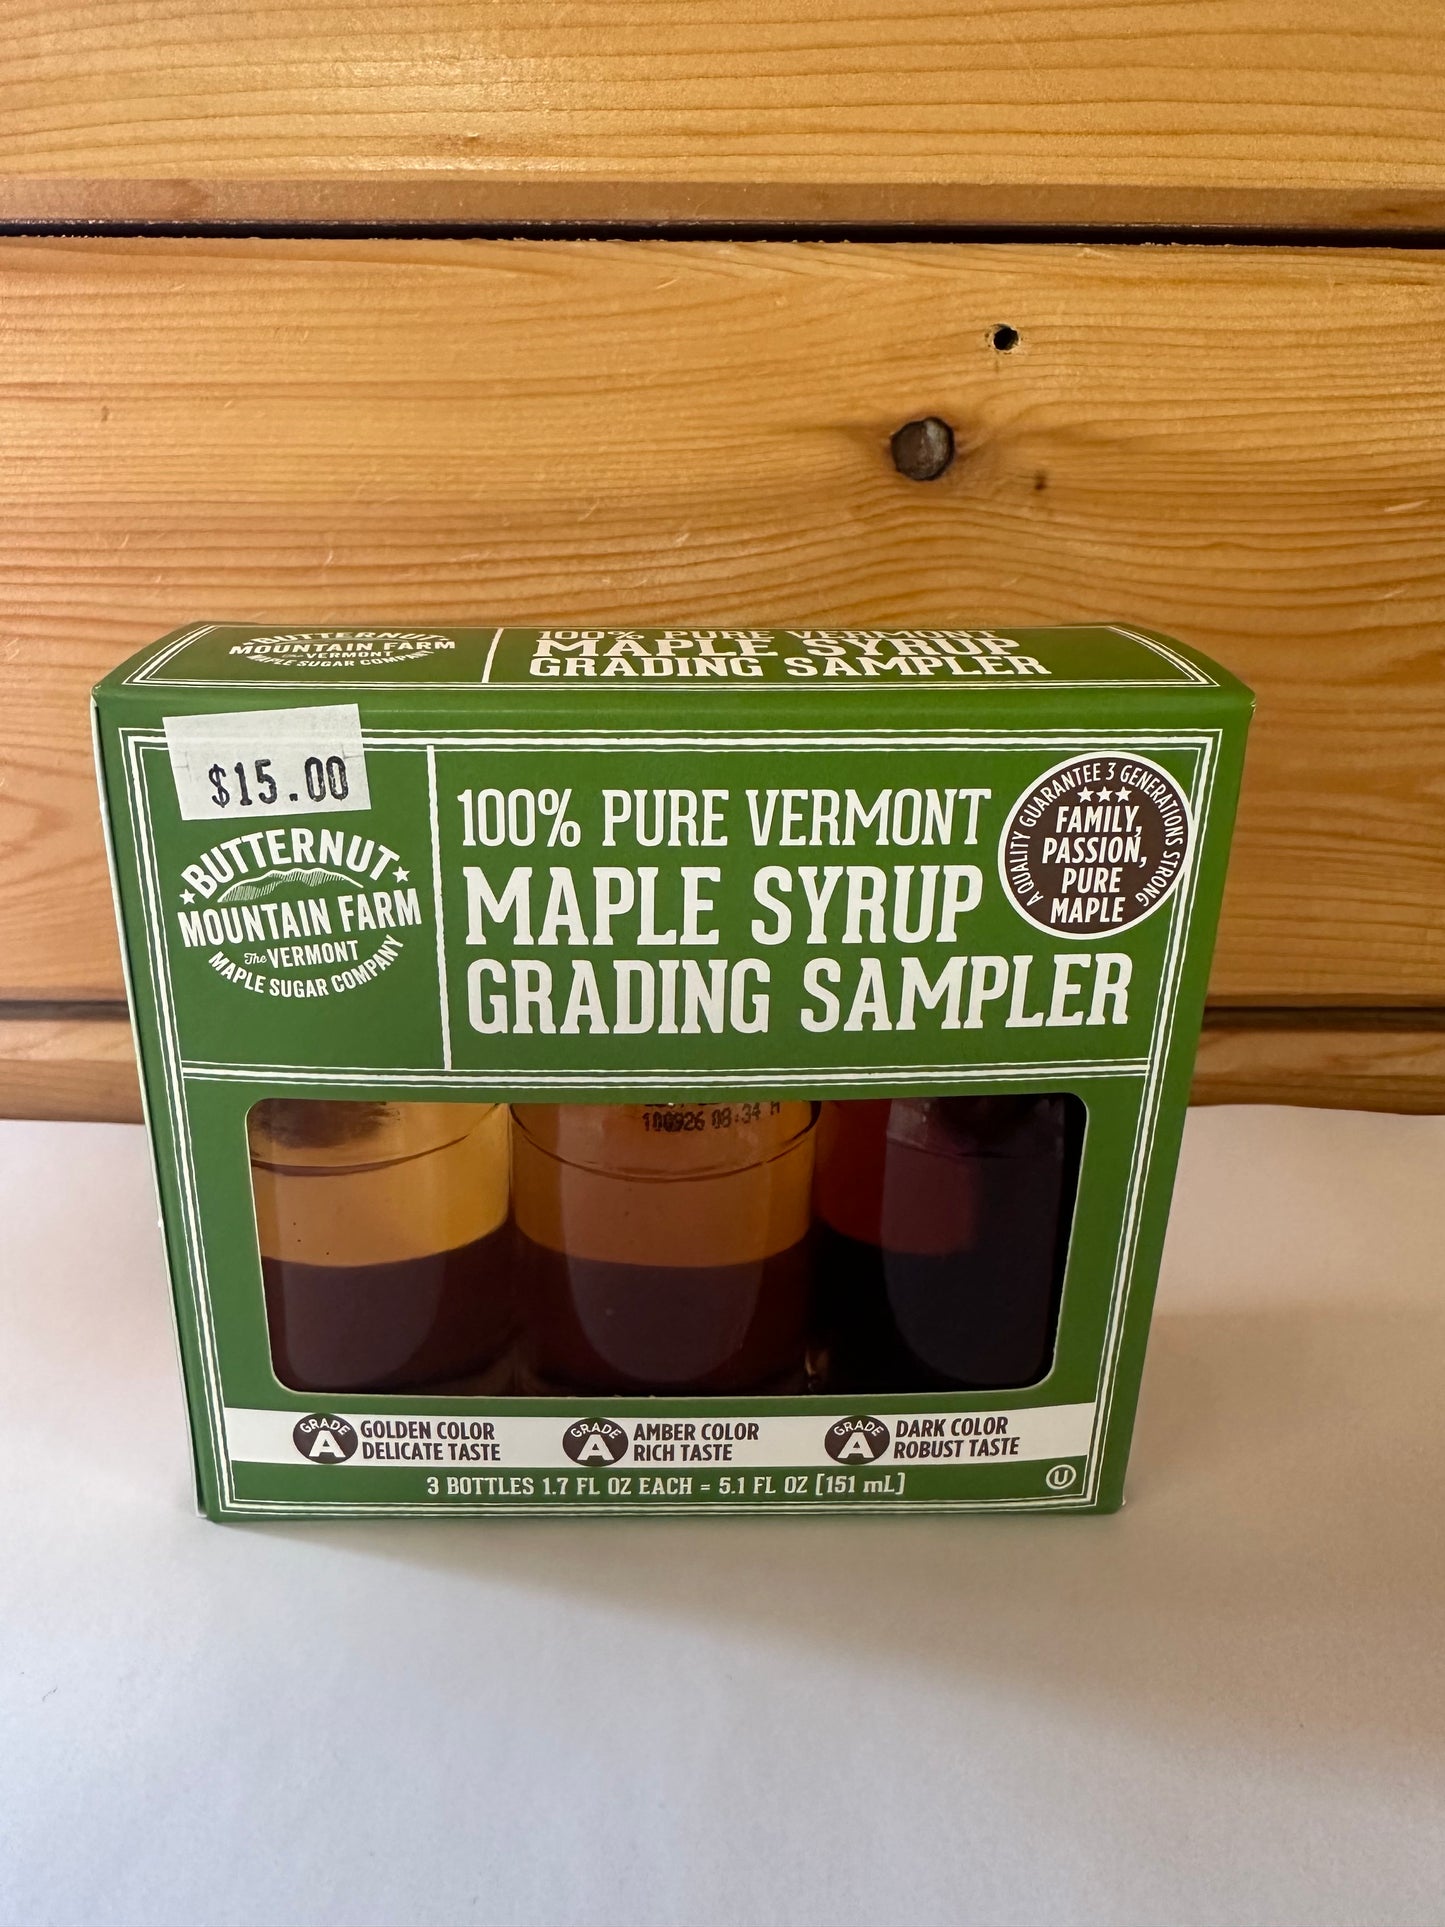 BUTTERNUT
MOUNTAIN FARM
The VERMONT
MAPLE SUGAR COMPANY
100% PURE VERMONT
MAPLE SYRUP
GRADING SAMPLER
$15.00
BUTTERNUT
MOUNTAIN FARM
The VERMONT
MAPLE SUGAR COMPANY
100% PURE VERMONT
MAPLE SYRUP
GRADING SAMPLER
A QUALITY GUARANTEE 3 GENERATIONS STRONG
FAMILY,
PASSION,
PURE
MAPLE
100926 08:34 M
GRADE
A
GOLDEN COLOR
DELICATE TASTE
GRADE
A
AMBER COLOR
RICH TASTE
GRADE
A
DARK COLOR
ROBUST TASTE
3 BOTTLES 1.7 FL OZ EACH = 5.1 FL OZ [151 mL]
U